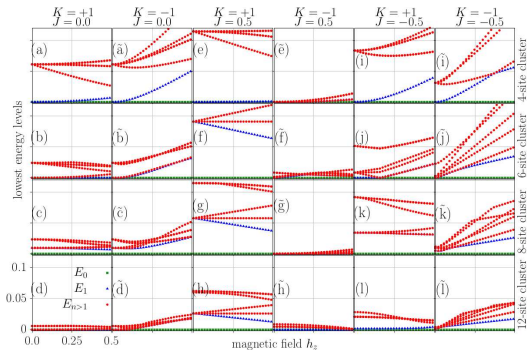 K = +1 K = −1 K = +1 K = −1 K = +1 K = −1
J = 0.0 J = 0.0 J = 0.5 J = 0.5 J = −0.5 J = −0.5
(a) (ã) (e) (ẽ) (i) (ĩ) 4-site cluster
(b) (b̃) (f) (f̃) (j) (j̃) 6-site cluster
lowest energy levels
(c) (c̃) (g) (g̃) (k) (k̃) 8-site cluster
0.1
0.05
0
E₀
E₁
Eₙ>₁
(d) (d̃) (h) (h̃) (l) (l̃) 12-site cluster
0.0 0.25 0.5
magnetic field h_z